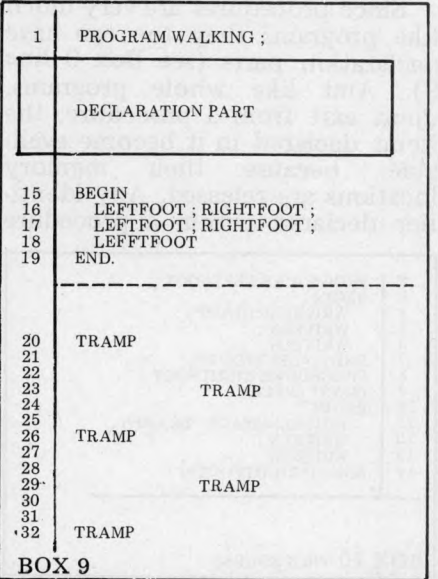 1 PROGRAM WALKING ;
DECLARATION PART
15 BEGIN
16 LEFTFOOT ; RIGHTFOOT ;
17 LEFTFOOT ; RIGHTFOOT ;
18 LEFFTFOOT
19 END.
20 TRAMP
21
22
23 TRAMP
24
25
26 TRAMP
27
28
29 TRAMP
30
31
32 TRAMP
BOX 9